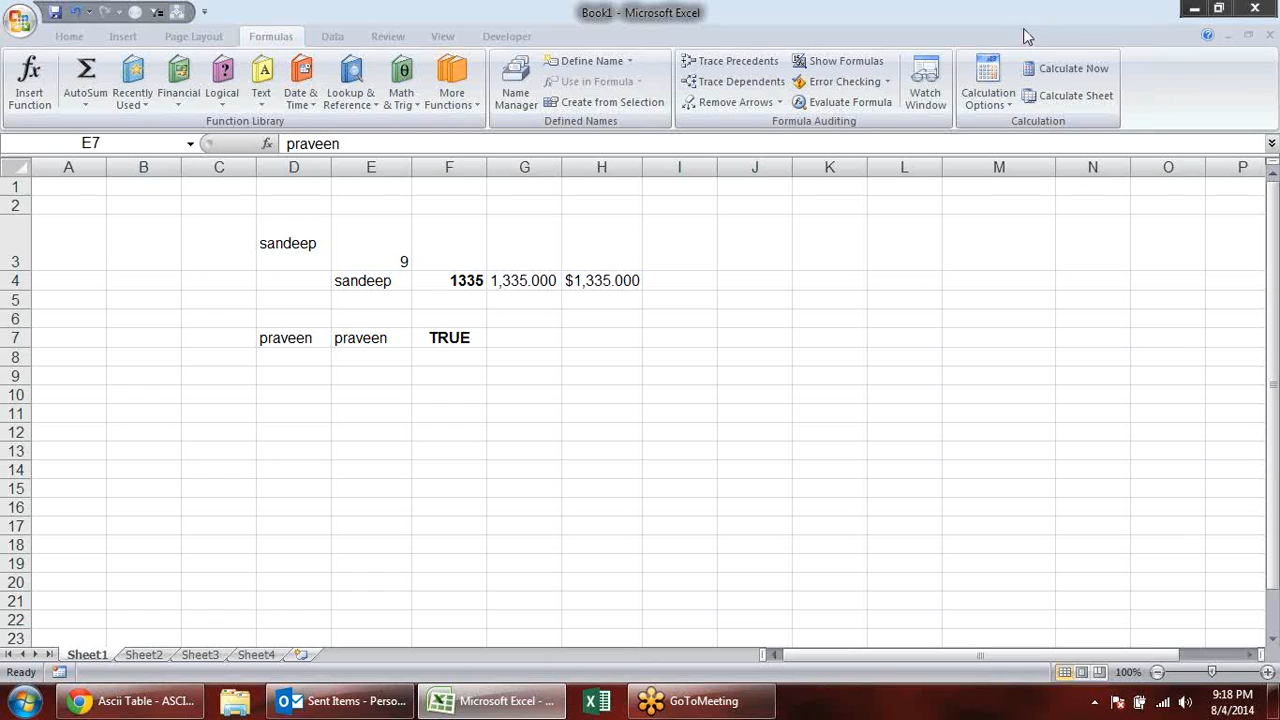 Book1 - Microsoft Excel
Home Insert Page Layout Formulas Data Review View Developer
fx Insert Function
Σ AutoSum
Recently Used
Financial
Logical
A Text
Date & Time
Lookup & Reference
θ Math & Trig
More Functions
Function Library
Name Manager
Define Name
Use in Formula
Create from Selection
Defined Names
Trace Precedents
Trace Dependents
Remove Arrows
Show Formulas
Error Checking
Evaluate Formula
Watch Window
Formula Auditing
Calculation Options
Calculate Now
Calculate Sheet
Calculation
E7 fx praveen
A B C D E F G H I J K L M N O P
1
2
3 sandeep 9
4 sandeep 1335 1,335.000 $1,335.000
5
6
7 praveen praveen TRUE
8
9
10
11
12
13
14
15
16
17
18
19
20
21
22
23
Sheet1 Sheet2 Sheet3 Sheet4
Ready 100%
Ascii Table - ASCI... Sent Items - Perso... Microsoft Excel - ... GoToMeeting 9:18 PM
8/4/2014